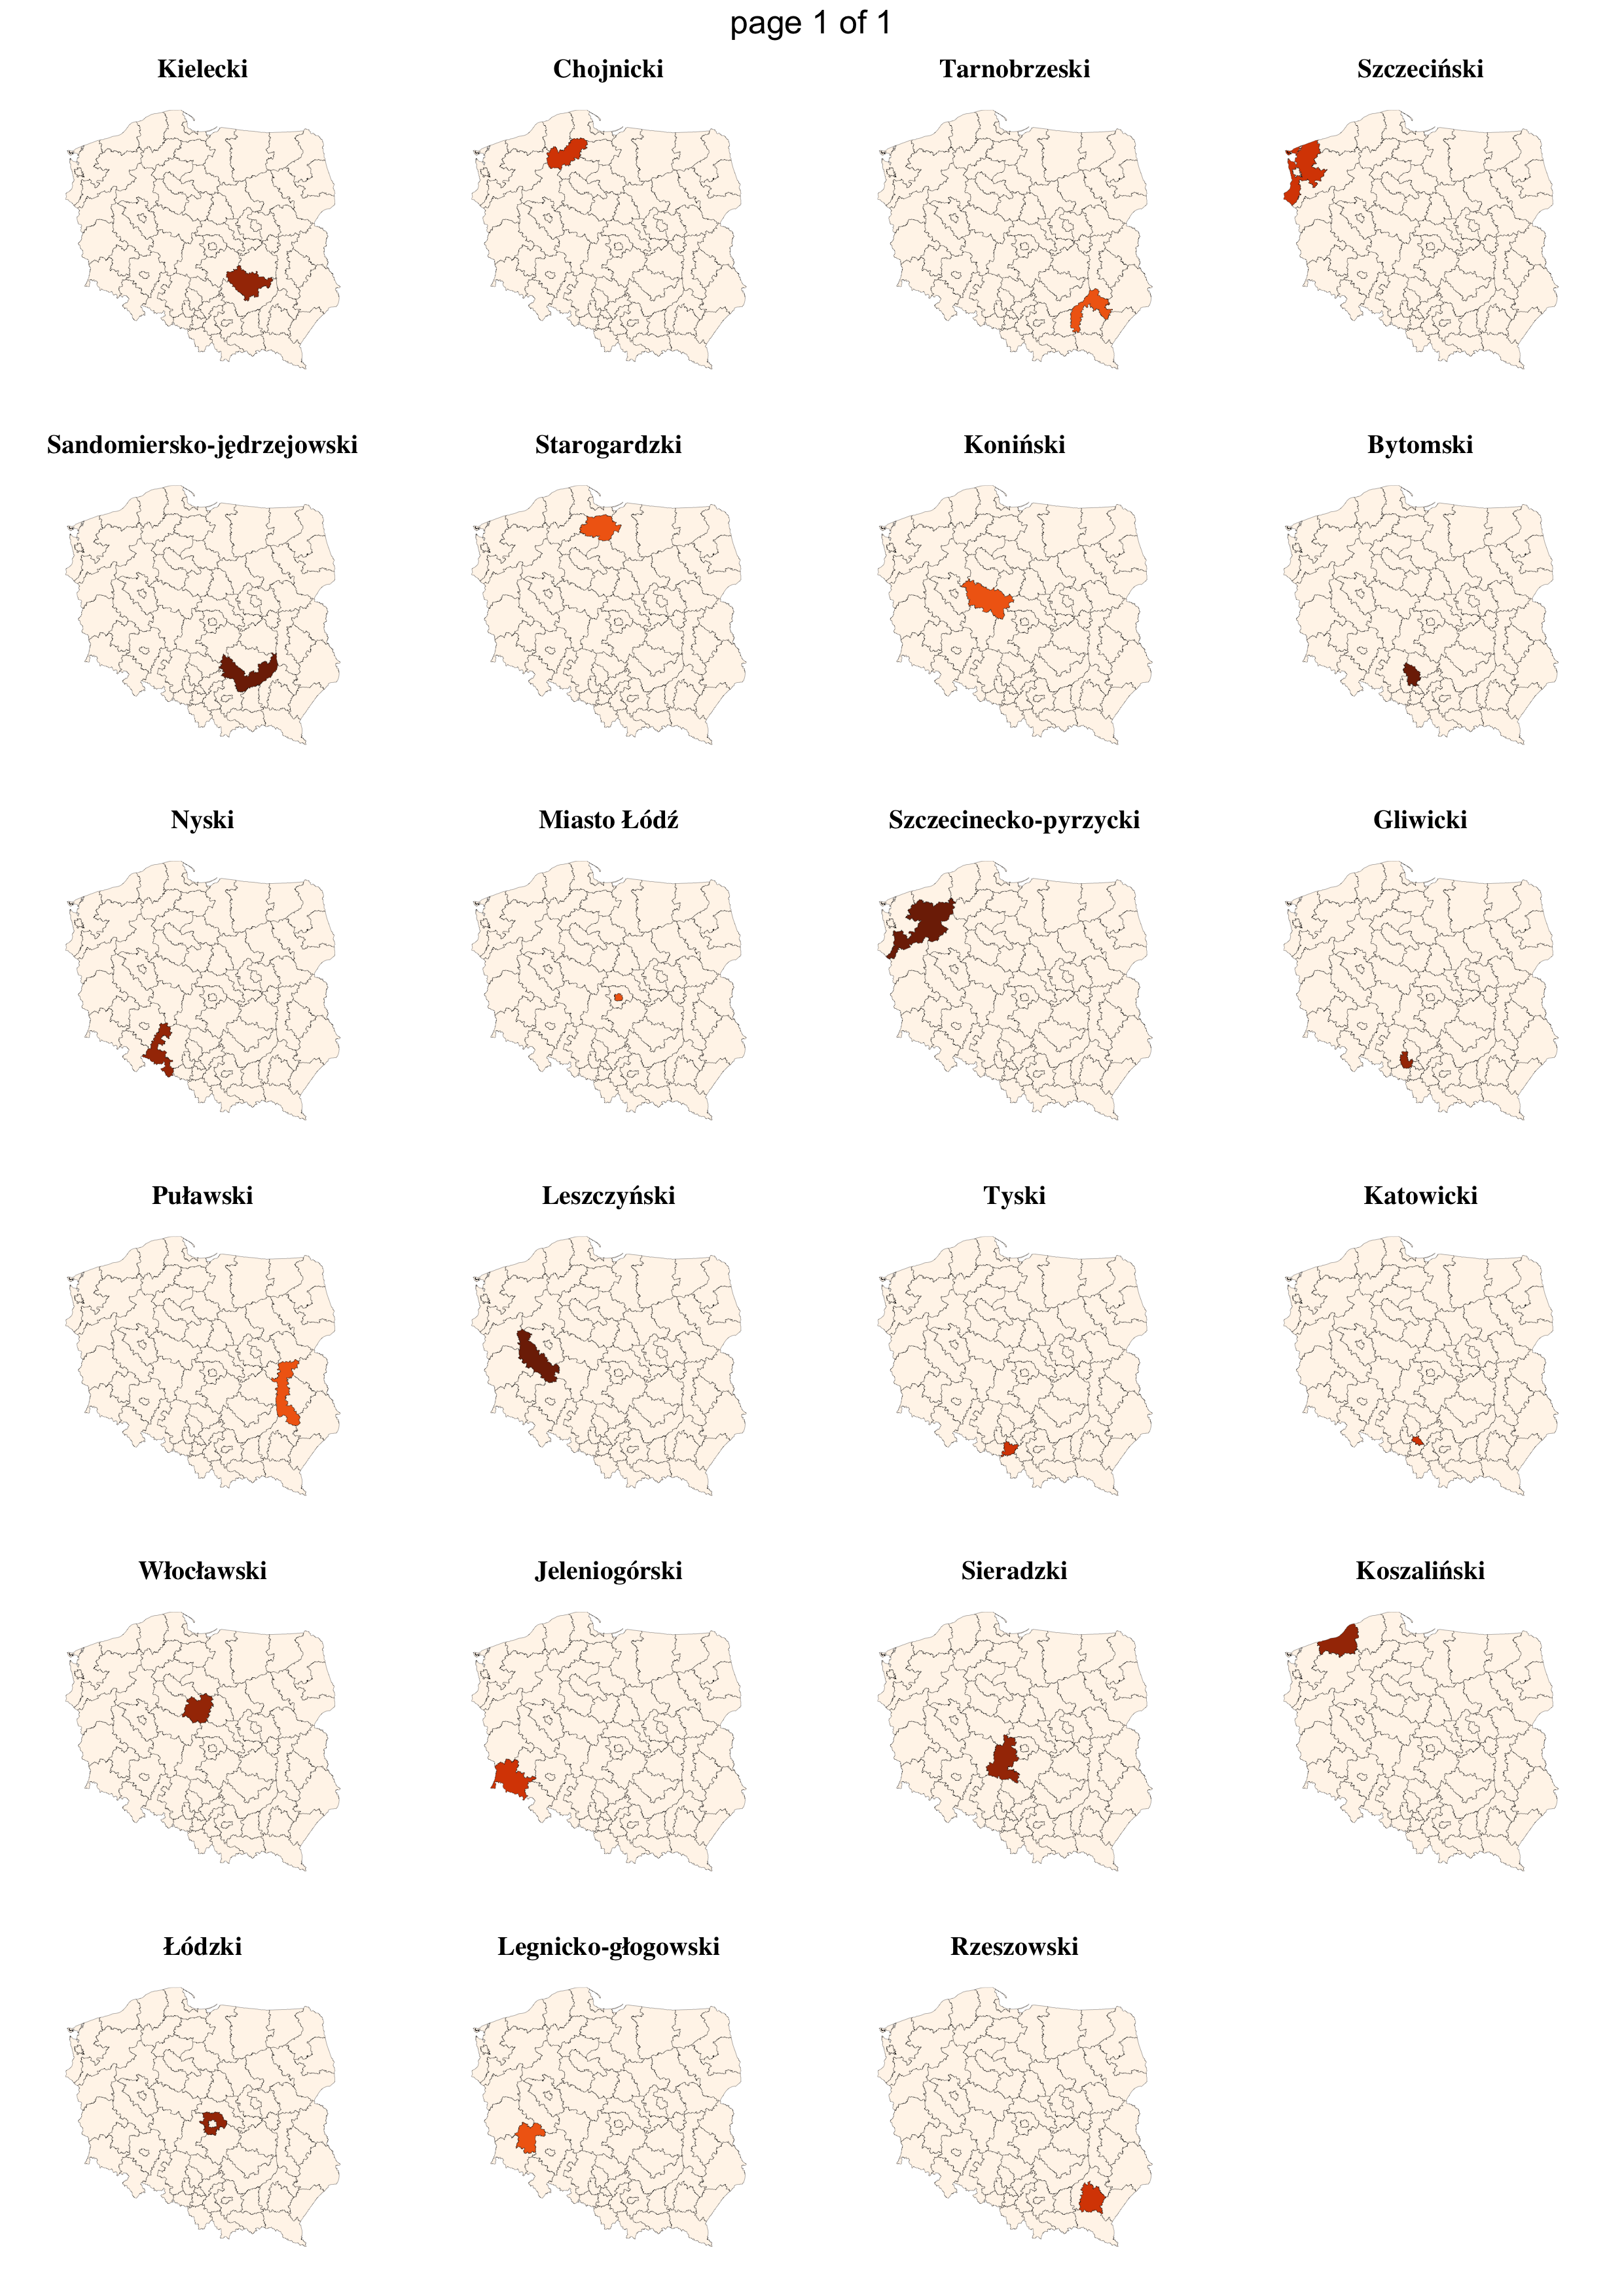 page 1 of 1
Kielecki
Chojnicki
Tarnobrzeski
Szczeciński
Sandomiersko-jędrzejowski
Starogardzki
Koniński
Bytomski
Nyski
Miasto Łódź
Szczecinecko-pyrzycki
Gliwicki
Puławski
Leszczyński
Tyski
Katowicki
Włocławski
Jeleniogórski
Sieradzki
Koszaliński
Łódzki
Legnicko-głogowski
Rzeszowski